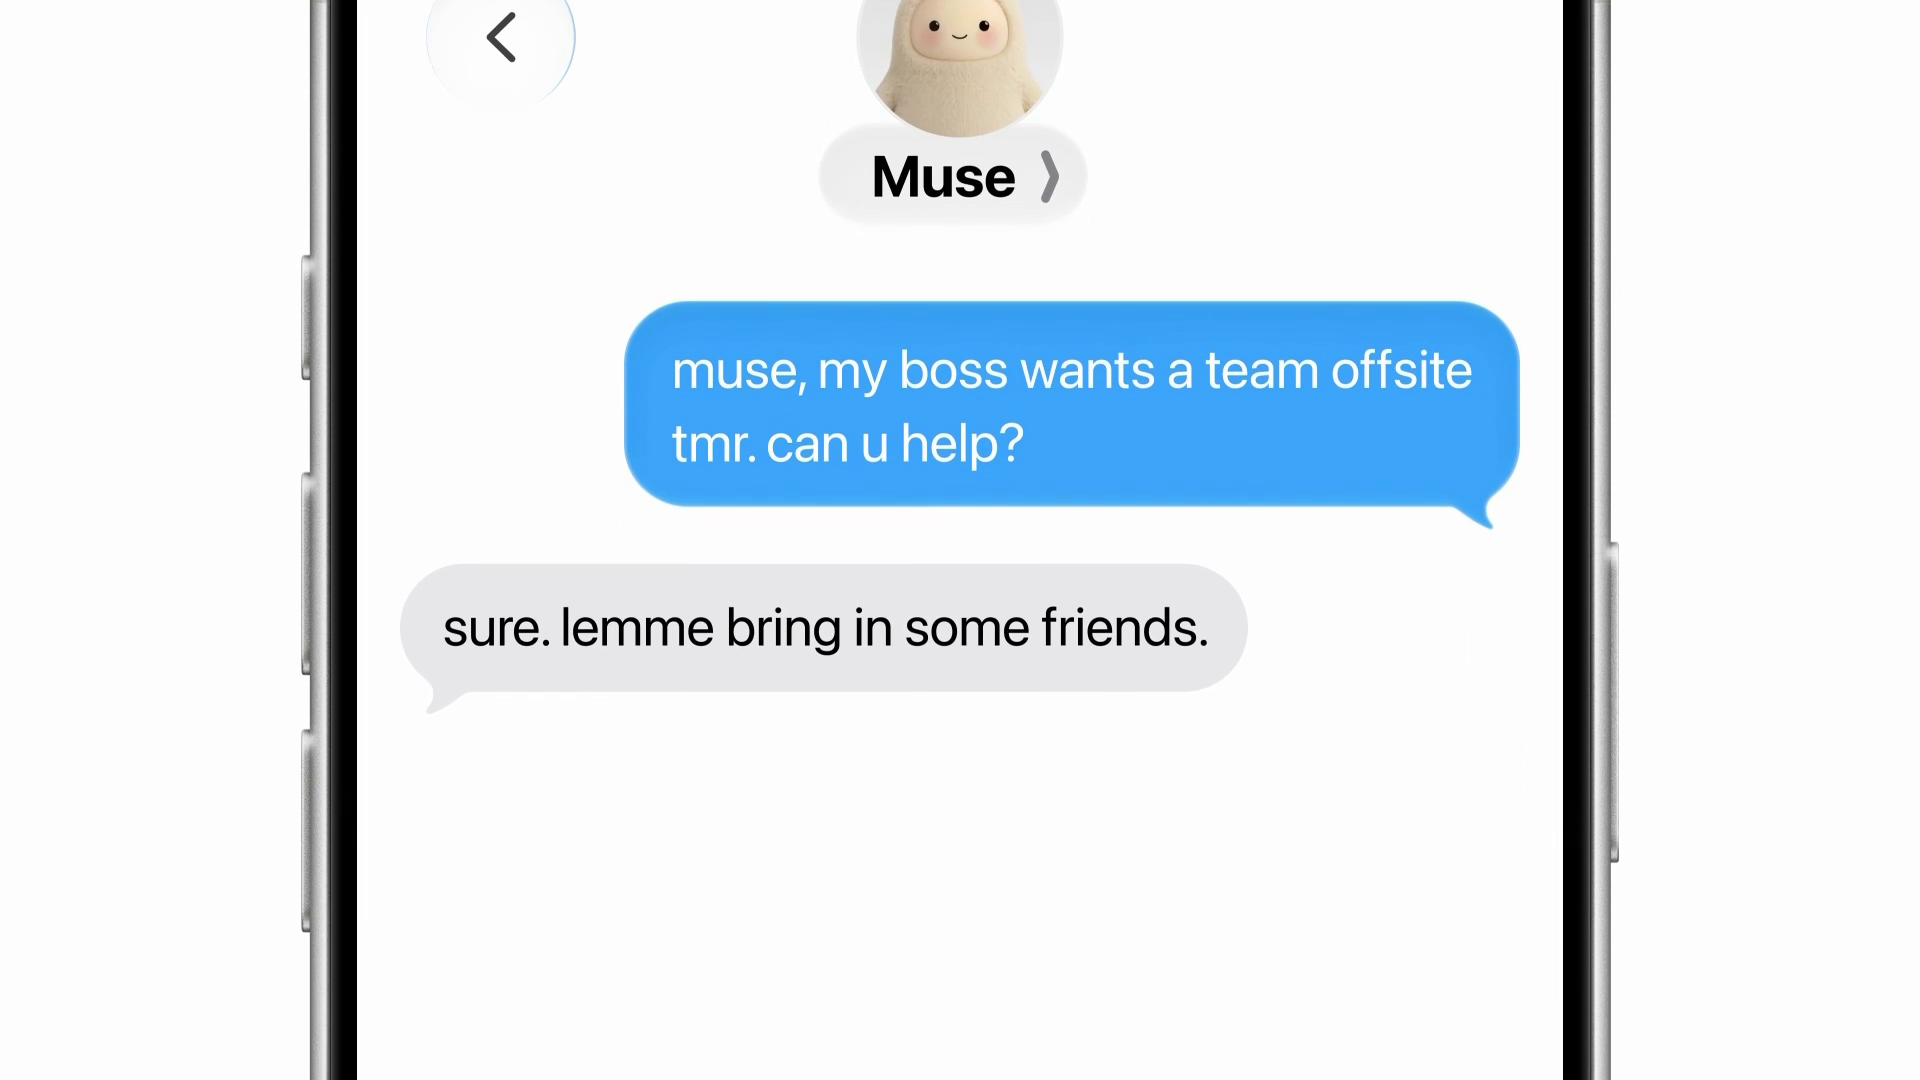 Muse
muse, my boss wants a team offsite
tmr. can u help?
sure. lemme bring in some friends.